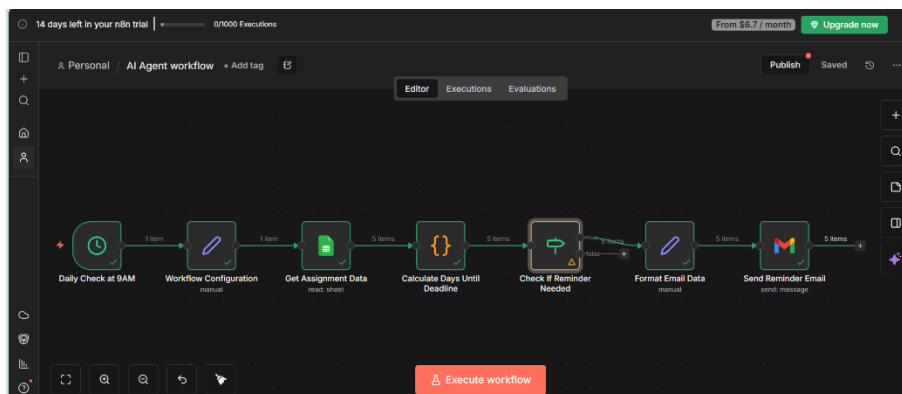 14 days left in your n8n trial 0/1000 Executions From $6.7 / month Upgrade now
Personal / AI Agent workflow + Add tag Publish Saved
Editor Executions Evaluations
1 item 1 item 5 items 5 items true 5 items 5 items 5 items
false
Daily Check at 9AM Workflow Configuration Get Assignment Data Calculate Days Until Check If Reminder Format Email Data Send Reminder Email
manual read: sheet Deadline Needed manual send: message
Execute workflow